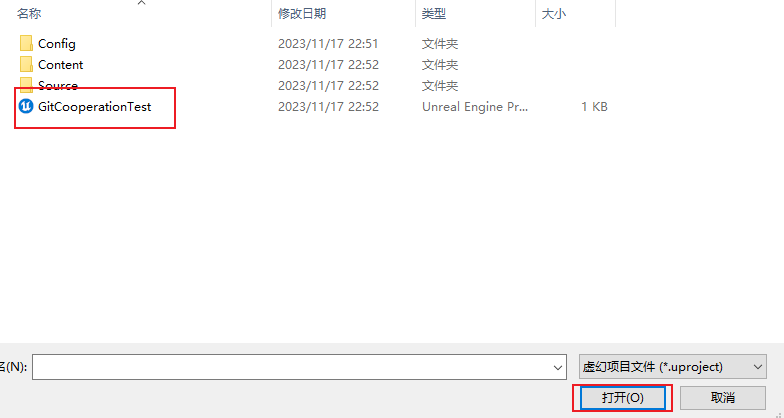 名称 修改日期 类型 大小
Config 2023/11/17 22:51 文件夹
Content 2023/11/17 22:52 文件夹
Source 2023/11/17 22:52 文件夹
GitCooperationTest 2023/11/17 22:52 Unreal Engine Pr... 1 KB
名(N): 虚幻项目文件 (*.uproject)
打开(O) 取消